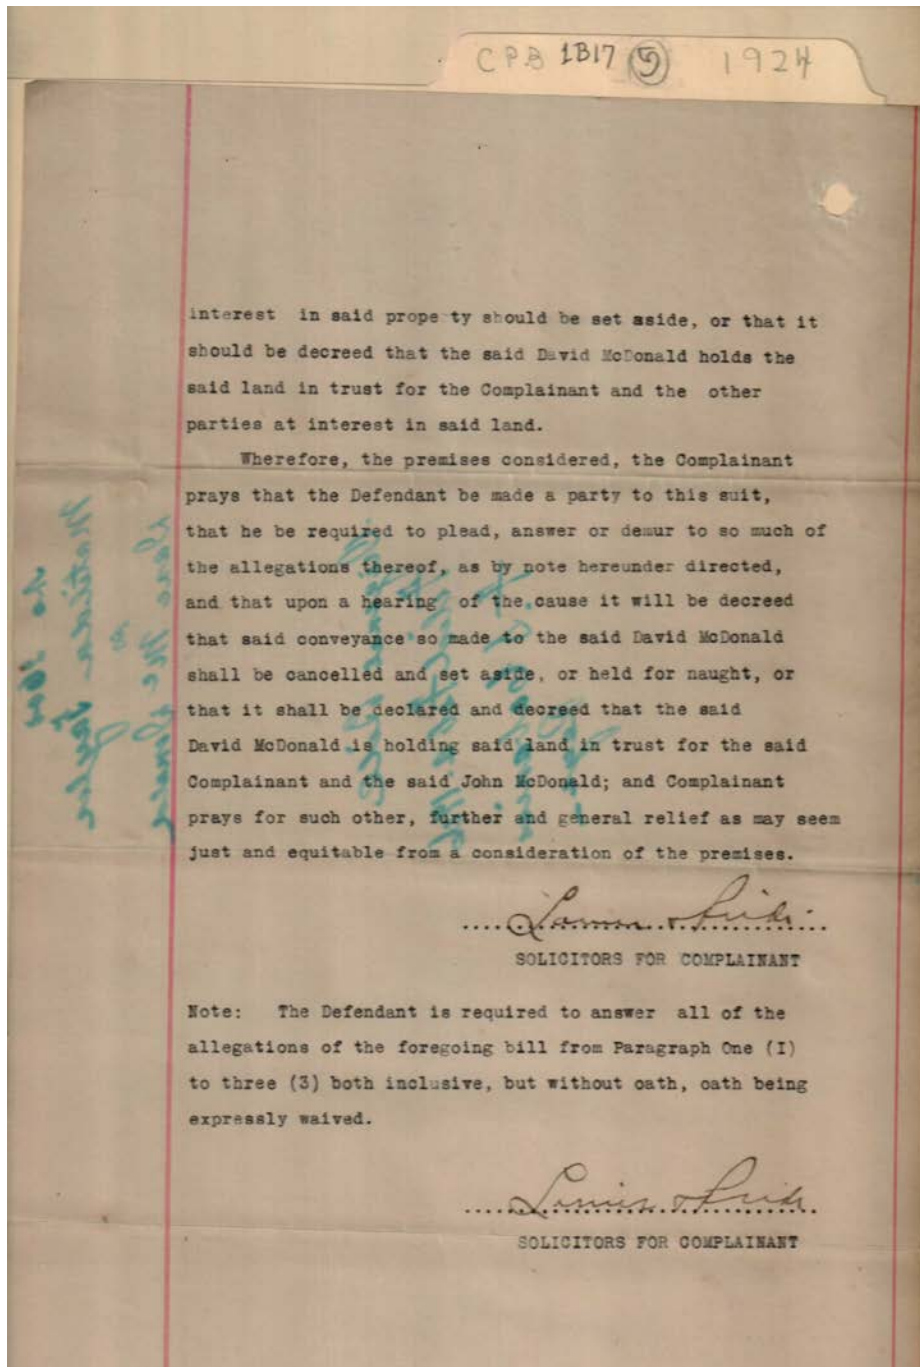 CPB 1B17 5 1924
interest in said prope ty should be set aside, or that it
should be decreed that the said David McDonald holds the
said land in trust for the Complainant and the other
parties at interest in said land.
Wherefore, the premises considered, the Complainant
prays that the Defendant be made a party to this suit,
that he be required to plead, answer or demur to so much of
the allegations thereof, as by note hereunder directed,
and that upon a hearing of the cause it will be decreed
that said conveyance so made to the said David McDonald
shall be cancelled and set aside, or held for naught, or
that it shall be declared and decreed that the said
David McDonald is holding said land in trust for the said
Complainant and the said John McDonald; and Complainant
prays for such other, further and general relief as may seem
just and equitable from a consideration of the premises.
SOLICITORS FOR COMPLAINANT
Note: The Defendant is required to answer all of the
allegations of the foregoing bill from Paragraph One (I)
to three (3) both inclusive, but without oath, oath being
expressly waived.
SOLICITORS FOR COMPLAINANT